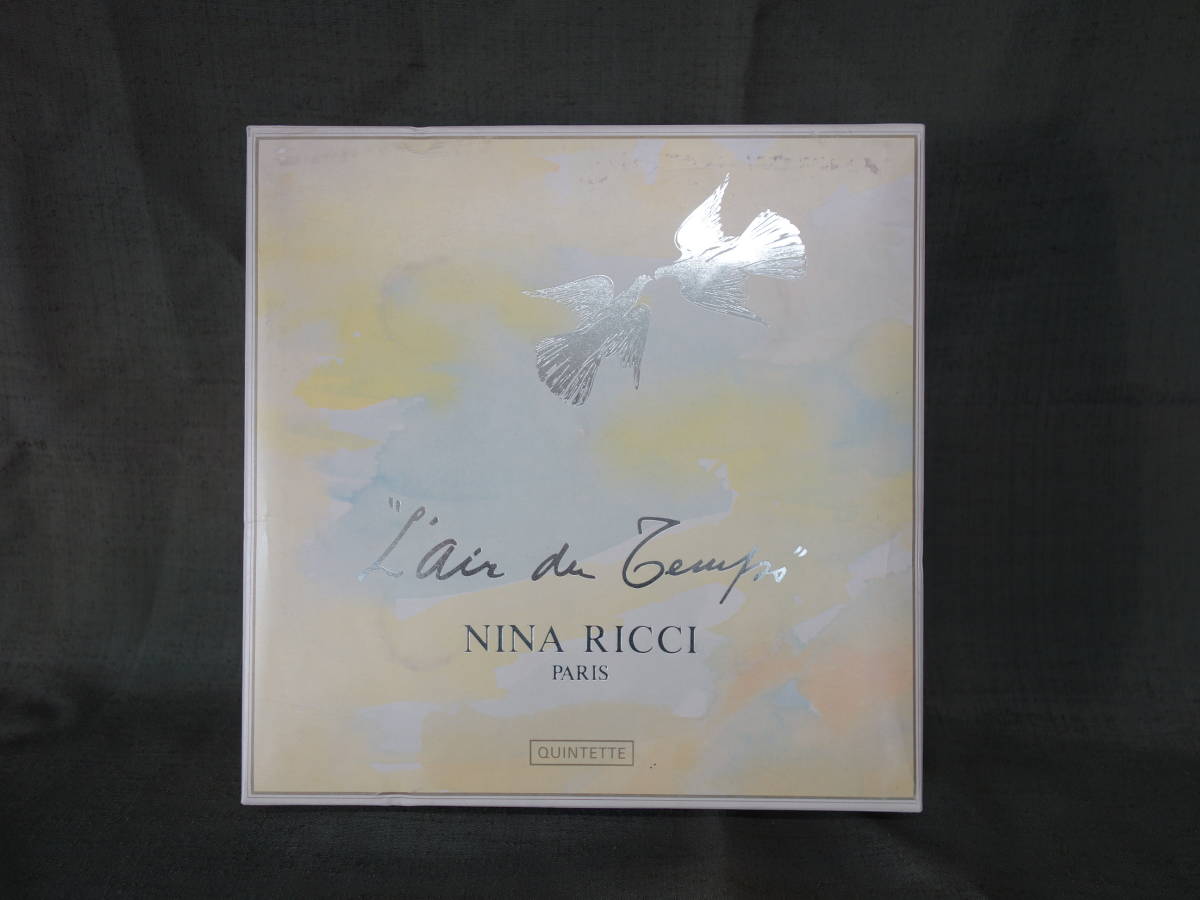 "L'Air du Temps"
NINA RICCI
PARIS
QUINTETTE